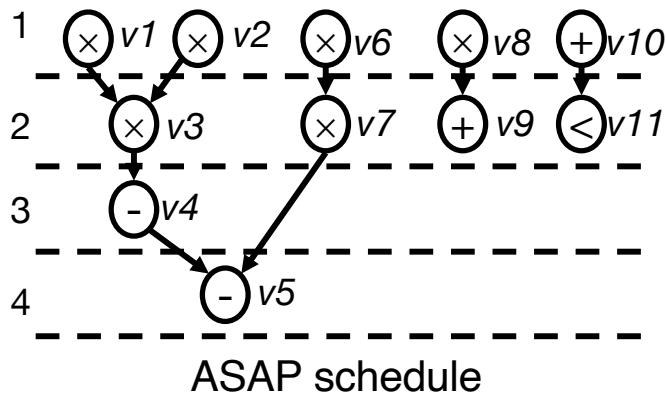 1 × v1 × v2 × v6 × v8 + v10
2 × v3 × v7 + v9 < v11
3 - v4
4 - v5
ASAP schedule